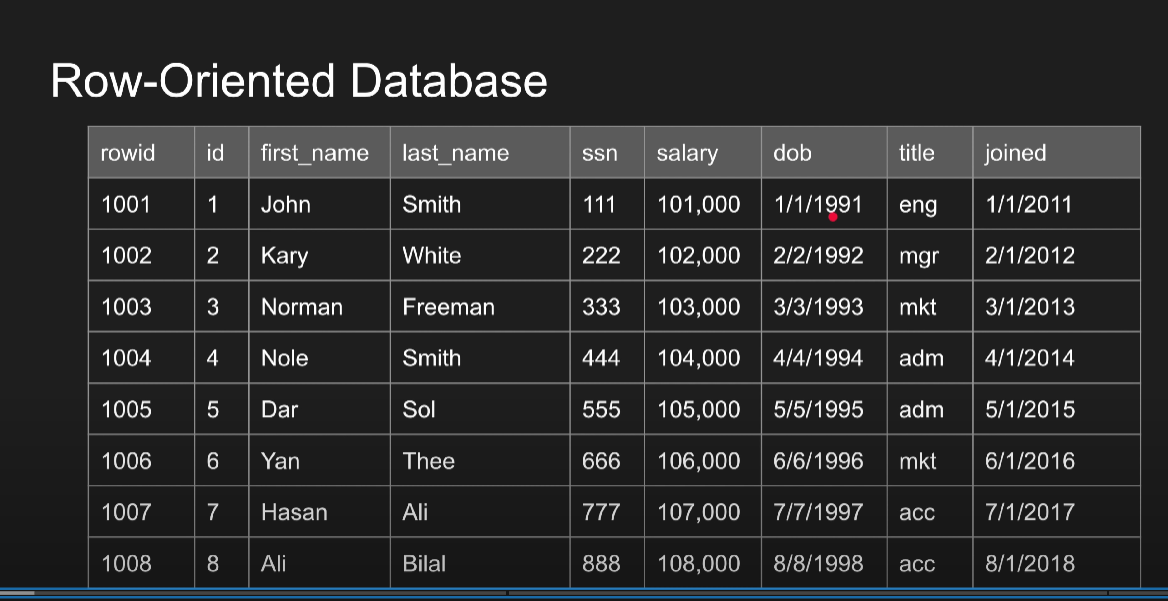 Row-Oriented Database
rowid id first_name last_name ssn salary dob title joined
1001 1 John Smith 111 101,000 1/1/1991 eng 1/1/2011
1002 2 Kary White 222 102,000 2/2/1992 mgr 2/1/2012
1003 3 Norman Freeman 333 103,000 3/3/1993 mkt 3/1/2013
1004 4 Nole Smith 444 104,000 4/4/1994 adm 4/1/2014
1005 5 Dar Sol 555 105,000 5/5/1995 adm 5/1/2015
1006 6 Yan Thee 666 106,000 6/6/1996 mkt 6/1/2016
1007 7 Hasan Ali 777 107,000 7/7/1997 acc 7/1/2017
1008 8 Ali Bilal 888 108,000 8/8/1998 acc 8/1/2018